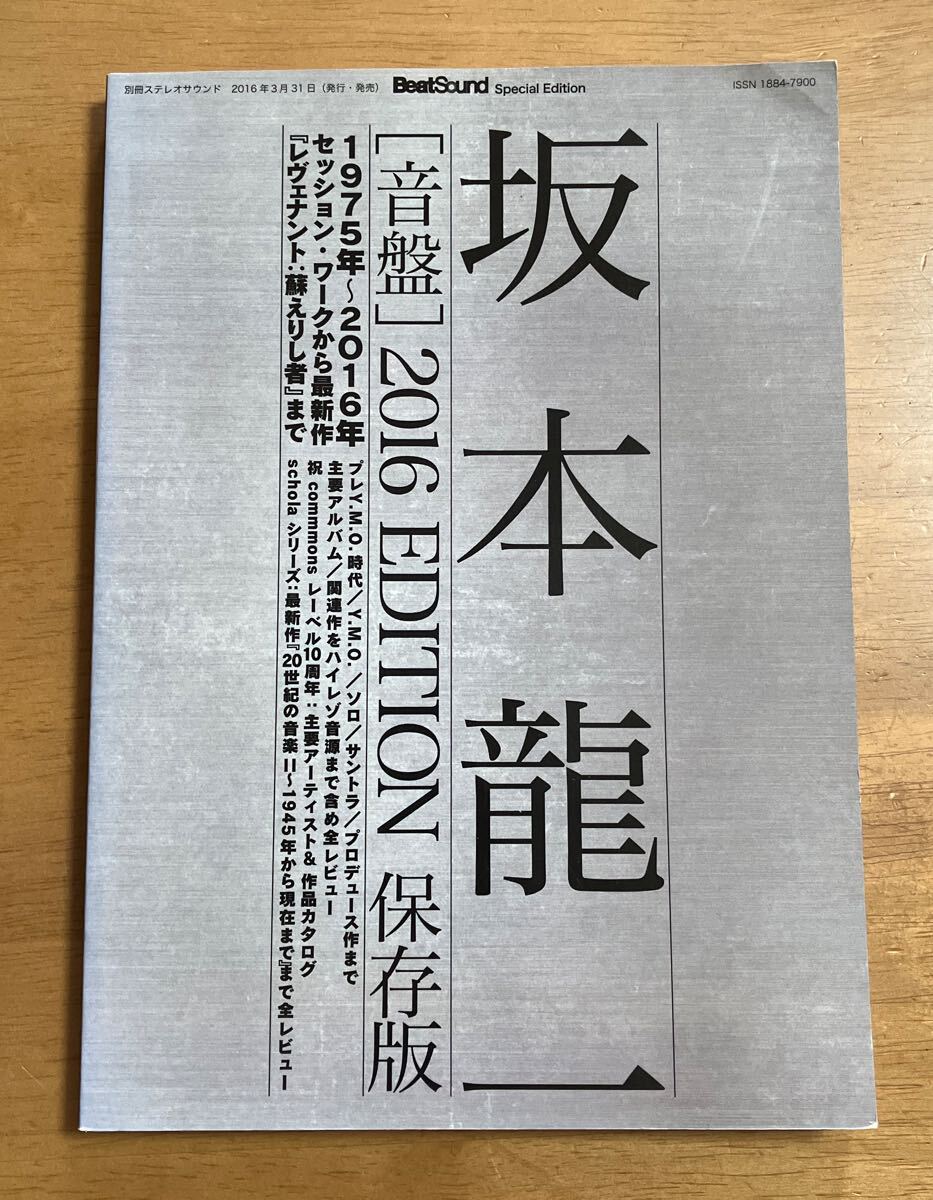 別冊ステレオサウンド 2016年3月31日（発行・発売） BeatSound Special Edition
ISSN 1884-7900
坂本龍一
［音盤］2016 EDITION 保存版
1975年～2016年
セッション・ワークから最新作
『レヴェナント：蘇えりし者』まで
プレY.M.O.時代／Y.M.O.／ソロ／サントラ／プロデュース作まで
主要アルバム／関連作をハイレゾ音源まで含め全レビュー
祝 commmons レーベル10周年：主要アーティスト& 作品カタログ
schola シリーズ：最新作『20世紀の音楽 II～1945年から現在まで』まで全レビュー